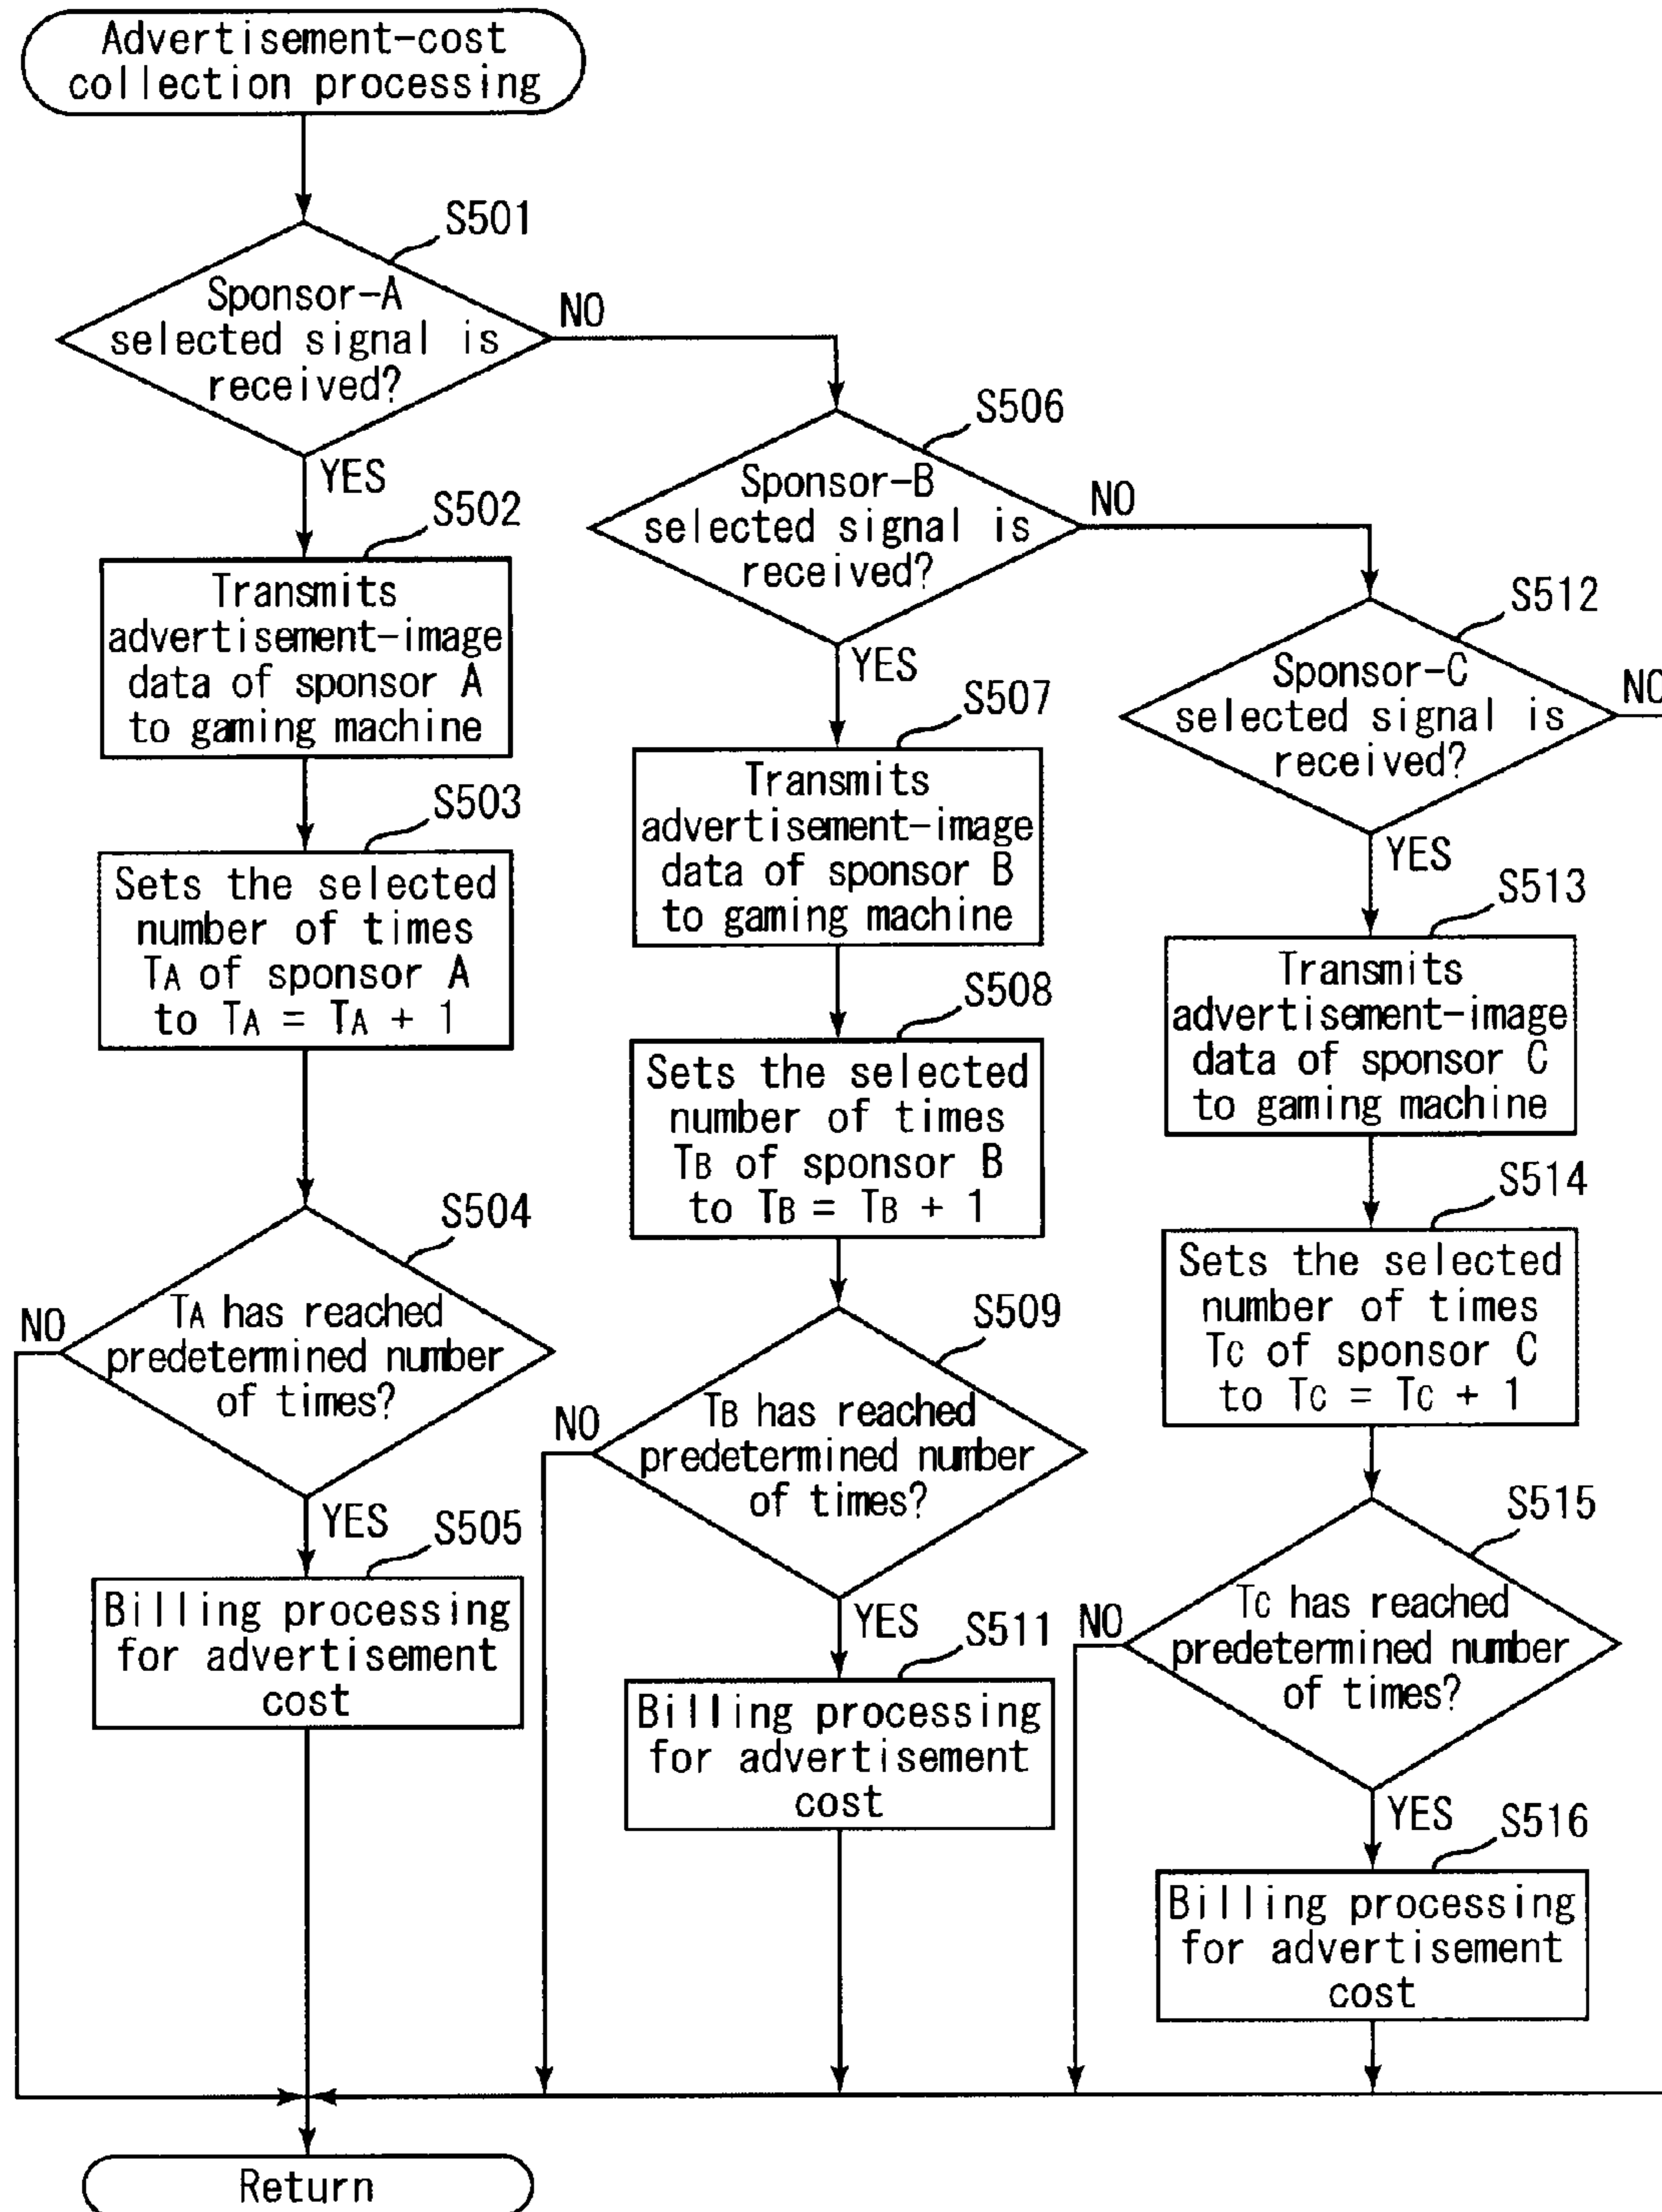 Advertisement-cost
collection processing
S501
Sponsor-A
selected signal is
received?
NO
YES
S502
Transmits
advertisement-image
data of sponsor A
to gaming machine
S503
Sets the selected
number of times
TA of sponsor A
to TA = TA + 1
S504
TA has reached
predetermined number
of times?
NO
YES
S505
Billing processing
for advertisement
cost
S506
Sponsor-B
selected signal is
received?
NO
YES
S507
Transmits
advertisement-image
data of sponsor B
to gaming machine
S508
Sets the selected
number of times
TB of sponsor B
to TB = TB + 1
S509
TB has reached
predetermined number
of times?
NO
YES
S511
Billing processing
for advertisement
cost
S512
Sponsor-C
selected signal is
received?
NO
YES
S513
Transmits
advertisement-image
data of sponsor C
to gaming machine
S514
Sets the selected
number of times
TC of sponsor C
to TC = TC + 1
S515
TC has reached
predetermined number
of times?
NO
YES
S516
Billing processing
for advertisement
cost
Return